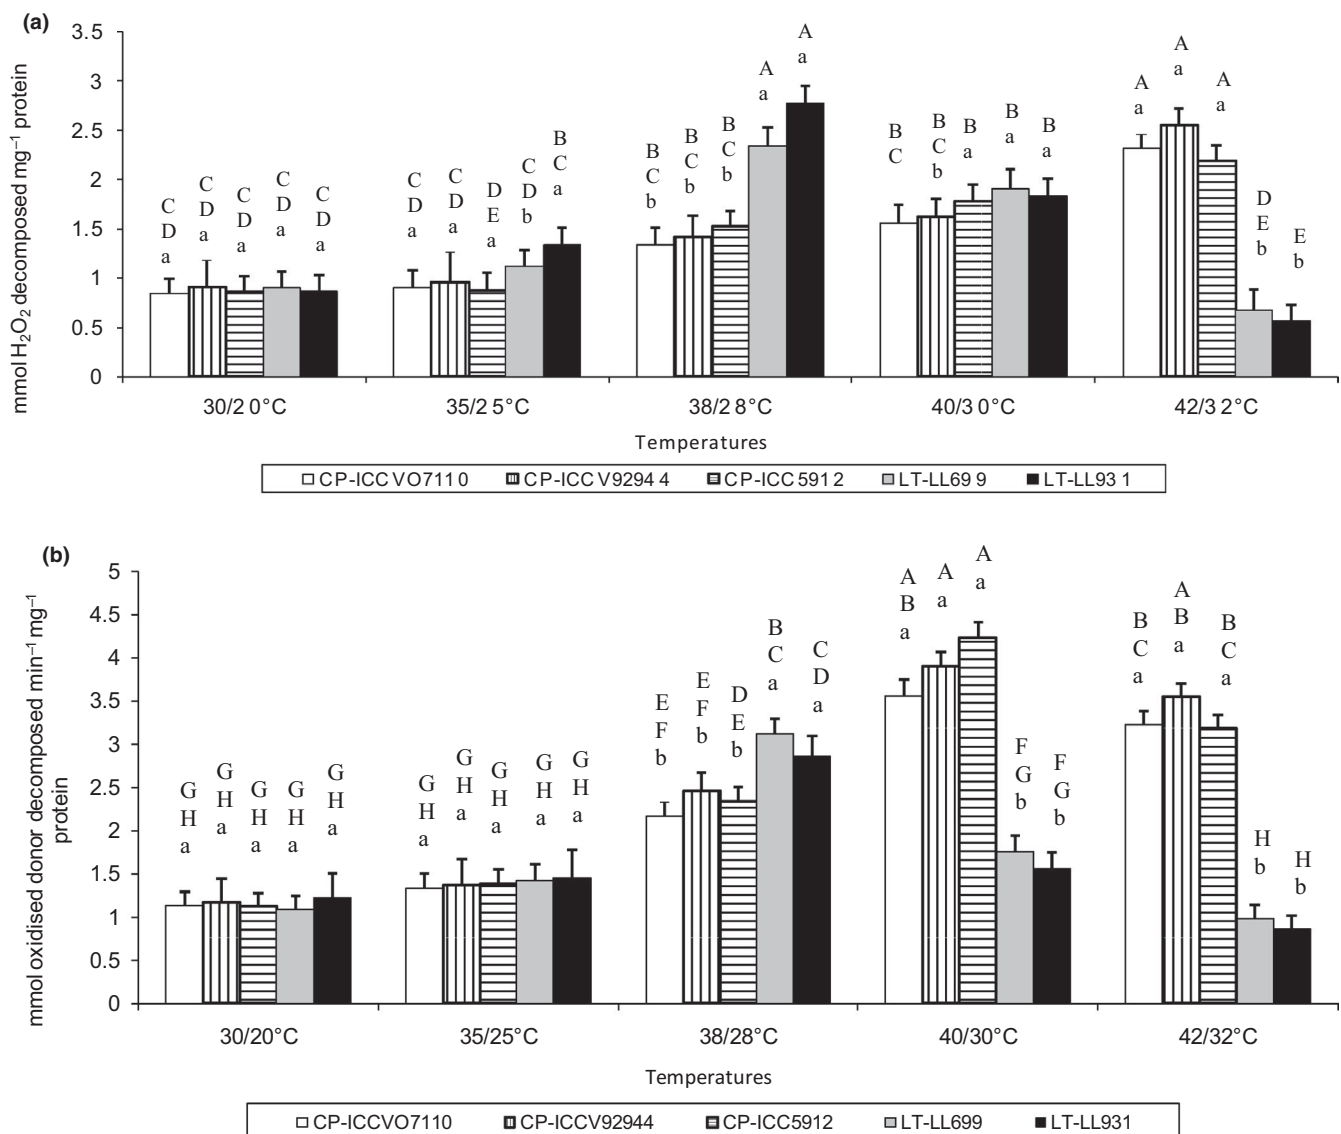 (a)
mmol H₂O₂ decomposed mg⁻¹ protein
3.5
3
2.5
2
1.5
1
0.5
0
C D a
C D a
C D a
C D a
C D a
C D a
C D a
D E a
C D b
B C a
B C b
B C b
B C b
A a
A a
B C
B C b
B a
B a
B a
A a
A a
A a
D E b
E b
30/2 0°C
35/2 5°C
38/2 8°C
40/3 0°C
42/3 2°C
Temperatures
CP-ICC VO711 0
CP-ICC V9294 4
CP-ICC 591 2
LT-LL69 9
LT-LL93 1
(b)
mmol oxidised donor decomposed min⁻¹ mg⁻¹
protein
5
4.5
4
3.5
3
2.5
2
1.5
1
0.5
0
G H a
G H a
G H a
G H a
G H a
G H a
G H a
G H a
G H a
G H a
E F b
E F b
D E b
B C a
C D a
A B a
A a
A a
F G b
F G b
B C a
A B a
B C a
H b
H b
30/20°C
35/25°C
38/28°C
40/30°C
42/32°C
Temperatures
CP-ICCVO7110
CP-ICCV92944
CP-ICC5912
LT-LL699
LT-LL931